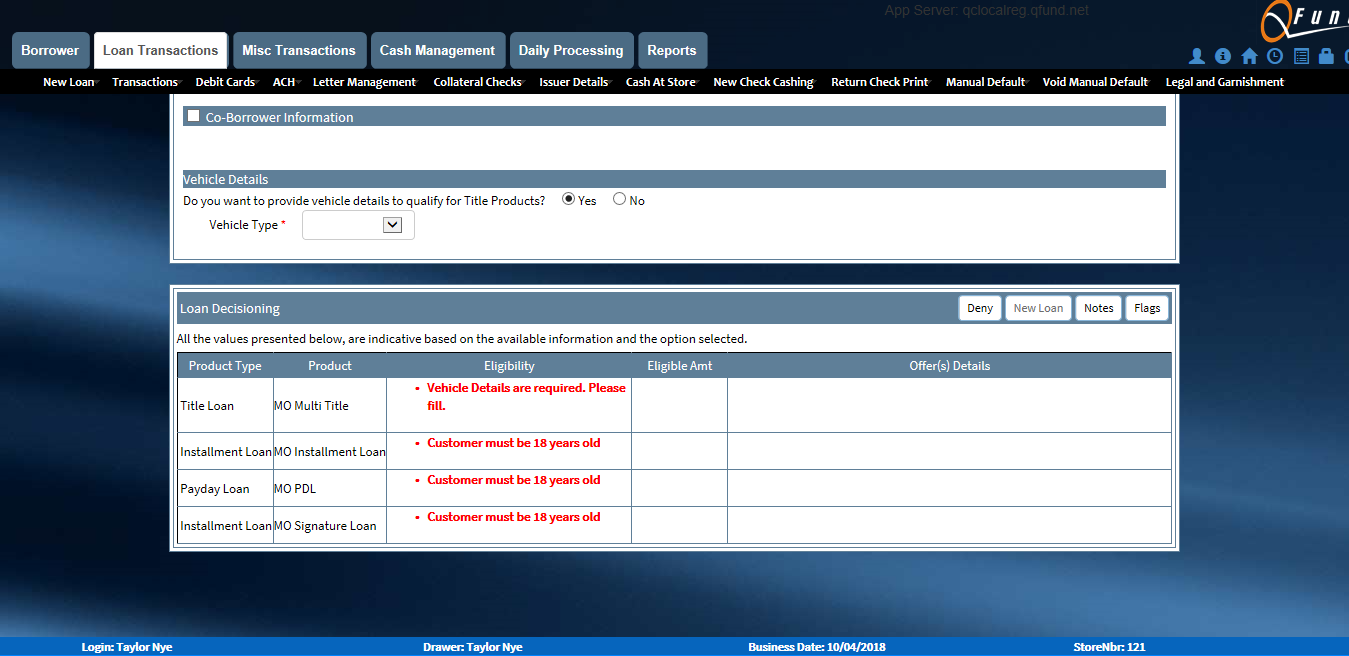 App Server: qclocalreg.qfund.net
QFun
Borrower Loan Transactions Misc Transactions Cash Management Daily Processing Reports
New Loan Transactions Debit Cards ACH Letter Management Collateral Checks Issuer Details Cash At Store New Check Cashing Return Check Print Manual Default Void Manual Default Legal and Garnishment
Co-Borrower Information
Vehicle Details
Do you want to provide vehicle details to qualify for Title Products? Yes No
Vehicle Type *
Loan Decisioning Deny New Loan Notes Flags
All the values presented below, are indicative based on the available information and the option selected.
Product Type Product Eligibility Eligible Amt Offer(s) Details
• Vehicle Details are required. Please
Title Loan MO Multi Title
fill.
• Customer must be 18 years old
Installment Loan MO Installment Loan
• Customer must be 18 years old
Payday Loan MO PDL
• Customer must be 18 years old
Installment Loan MO Signature Loan
Login: Taylor Nye Drawer: Taylor Nye Business Date: 10/04/2018 StoreNbr: 121